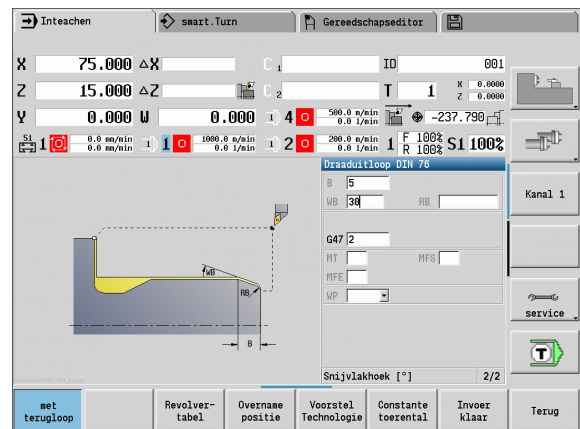 Inteachen
smart.Turn
Gereedschapseditor
X 75.000 ΔX C 1 ID 001
Z 15.000 ΔZ C 2 T 1 X 0.0000 Z 0.0000
Y 0.000 W 0.000 4 500.0 m/min 0.0 1/min -237.790
S1 1 0.0 mm/min 0.0 m/min 1 1000.0 m/min 0.0 1/min 2 200.0 m/min 0.0 1/min 1 F 100% R 100% S1 100%
Draaduitloop DIN 76
B 5
WB 30 RB
G47 2
MT MFS
MFE
WP
WB
RB
B
Snijvlakhoek [°] 2/2
Kanal 1
service
T
met terugloop
Revolver-tabel
Overname positie
Voorstel Technologie
Constante toerental
Invoer klaar
Terug